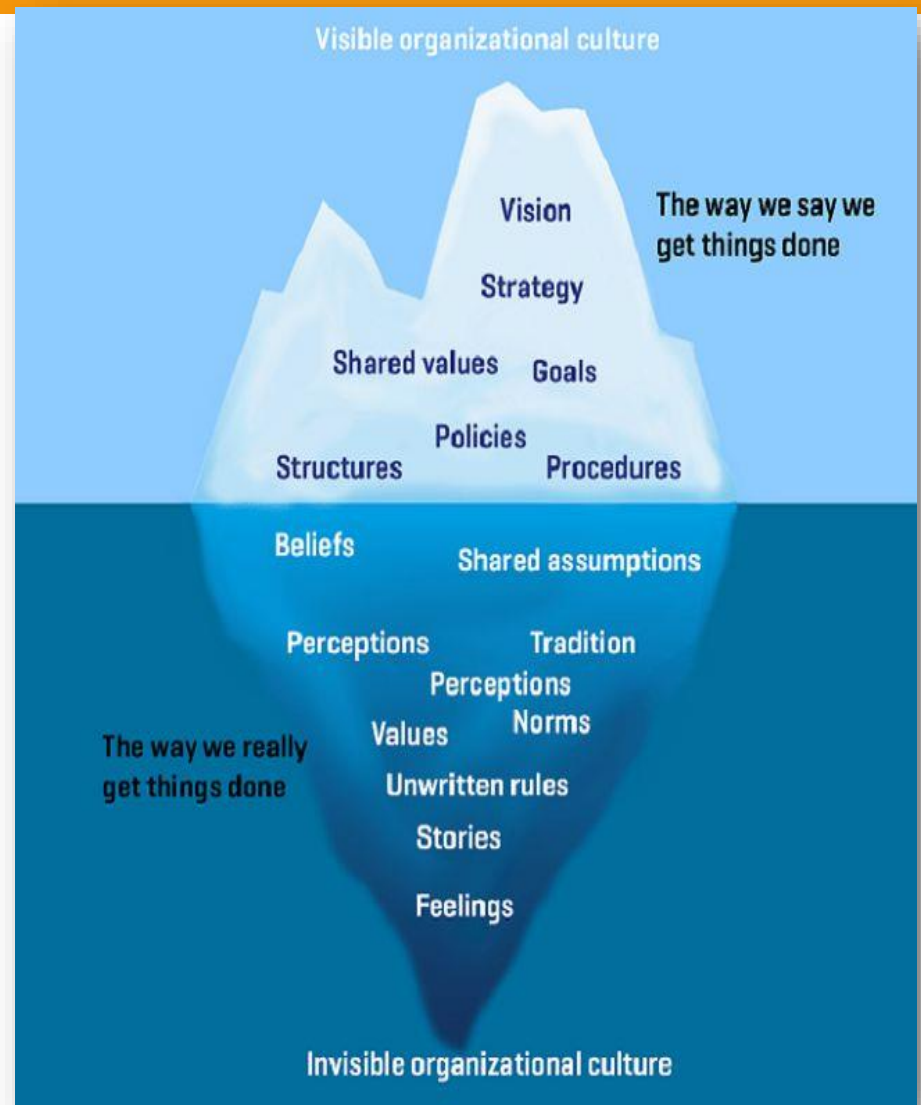 Visible organizational culture
Vision
The way we say we
get things done
Strategy
Shared values
Goals
Policies
Structures
Procedures
Beliefs
Shared assumptions
Perceptions
Tradition
Perceptions
Norms
Values
The way we really
get things done
Unwritten rules
Stories
Feelings
Invisible organizational culture